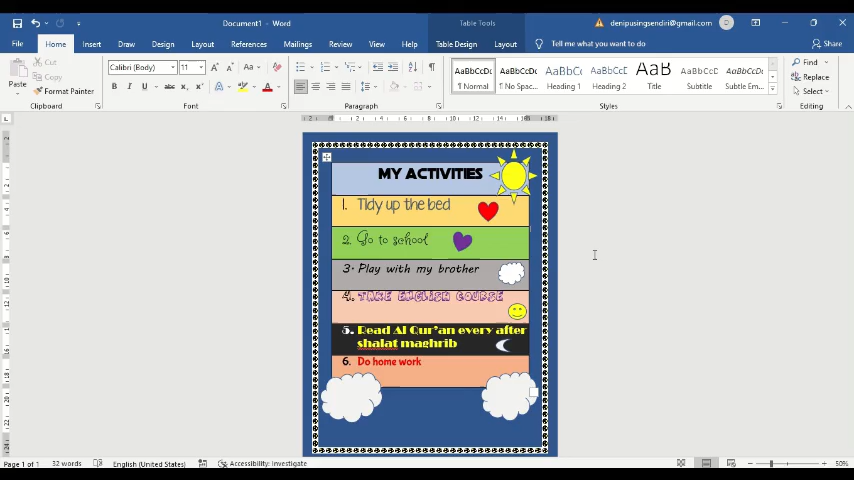 Document1 - Word
Table Tools
denipusingsendiri@gmail.com
D
File Home Insert Draw Design Layout References Mailings Review View Help Table Design Layout Tell me what you want to do Share
Paste
Cut
Copy
Format Painter
Clipboard
Calibri (Body) 11
Font
Paragraph
AaBbCcDc AaBbCcDc AaBbCc AaBbCcD AaB AaBbCcD AaBbCcDc
¶ Normal ¶ No Spac... Heading 1 Heading 2 Title Subtitle Subtle Em...
Styles
Find
Replace
Select
Editing
MY ACTIVITIES
1. Tidy up the bed
2. Go to school
3. Play with my brother
4. TAKE ENGLISH COURSE
5. Read Al Qur'an every after
shalat maghrib
6. Do home work
Page 1 of 1 32 words English (United States) Accessibility: Investigate 50%